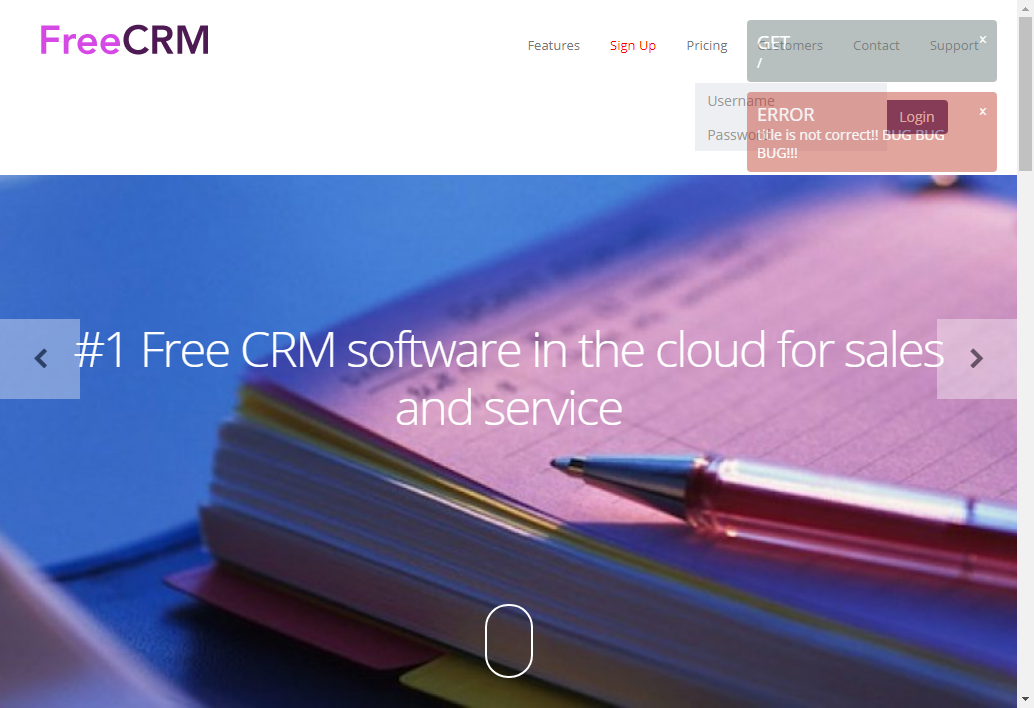 FreeCRM
Features
Sign Up
Pricing
Customers
Contact
Support
GET
/
x
Username
Password
Login
ERROR
x
title is not correct!! BUG BUG
BUG!!!
#1 Free CRM software in the cloud for sales
and service